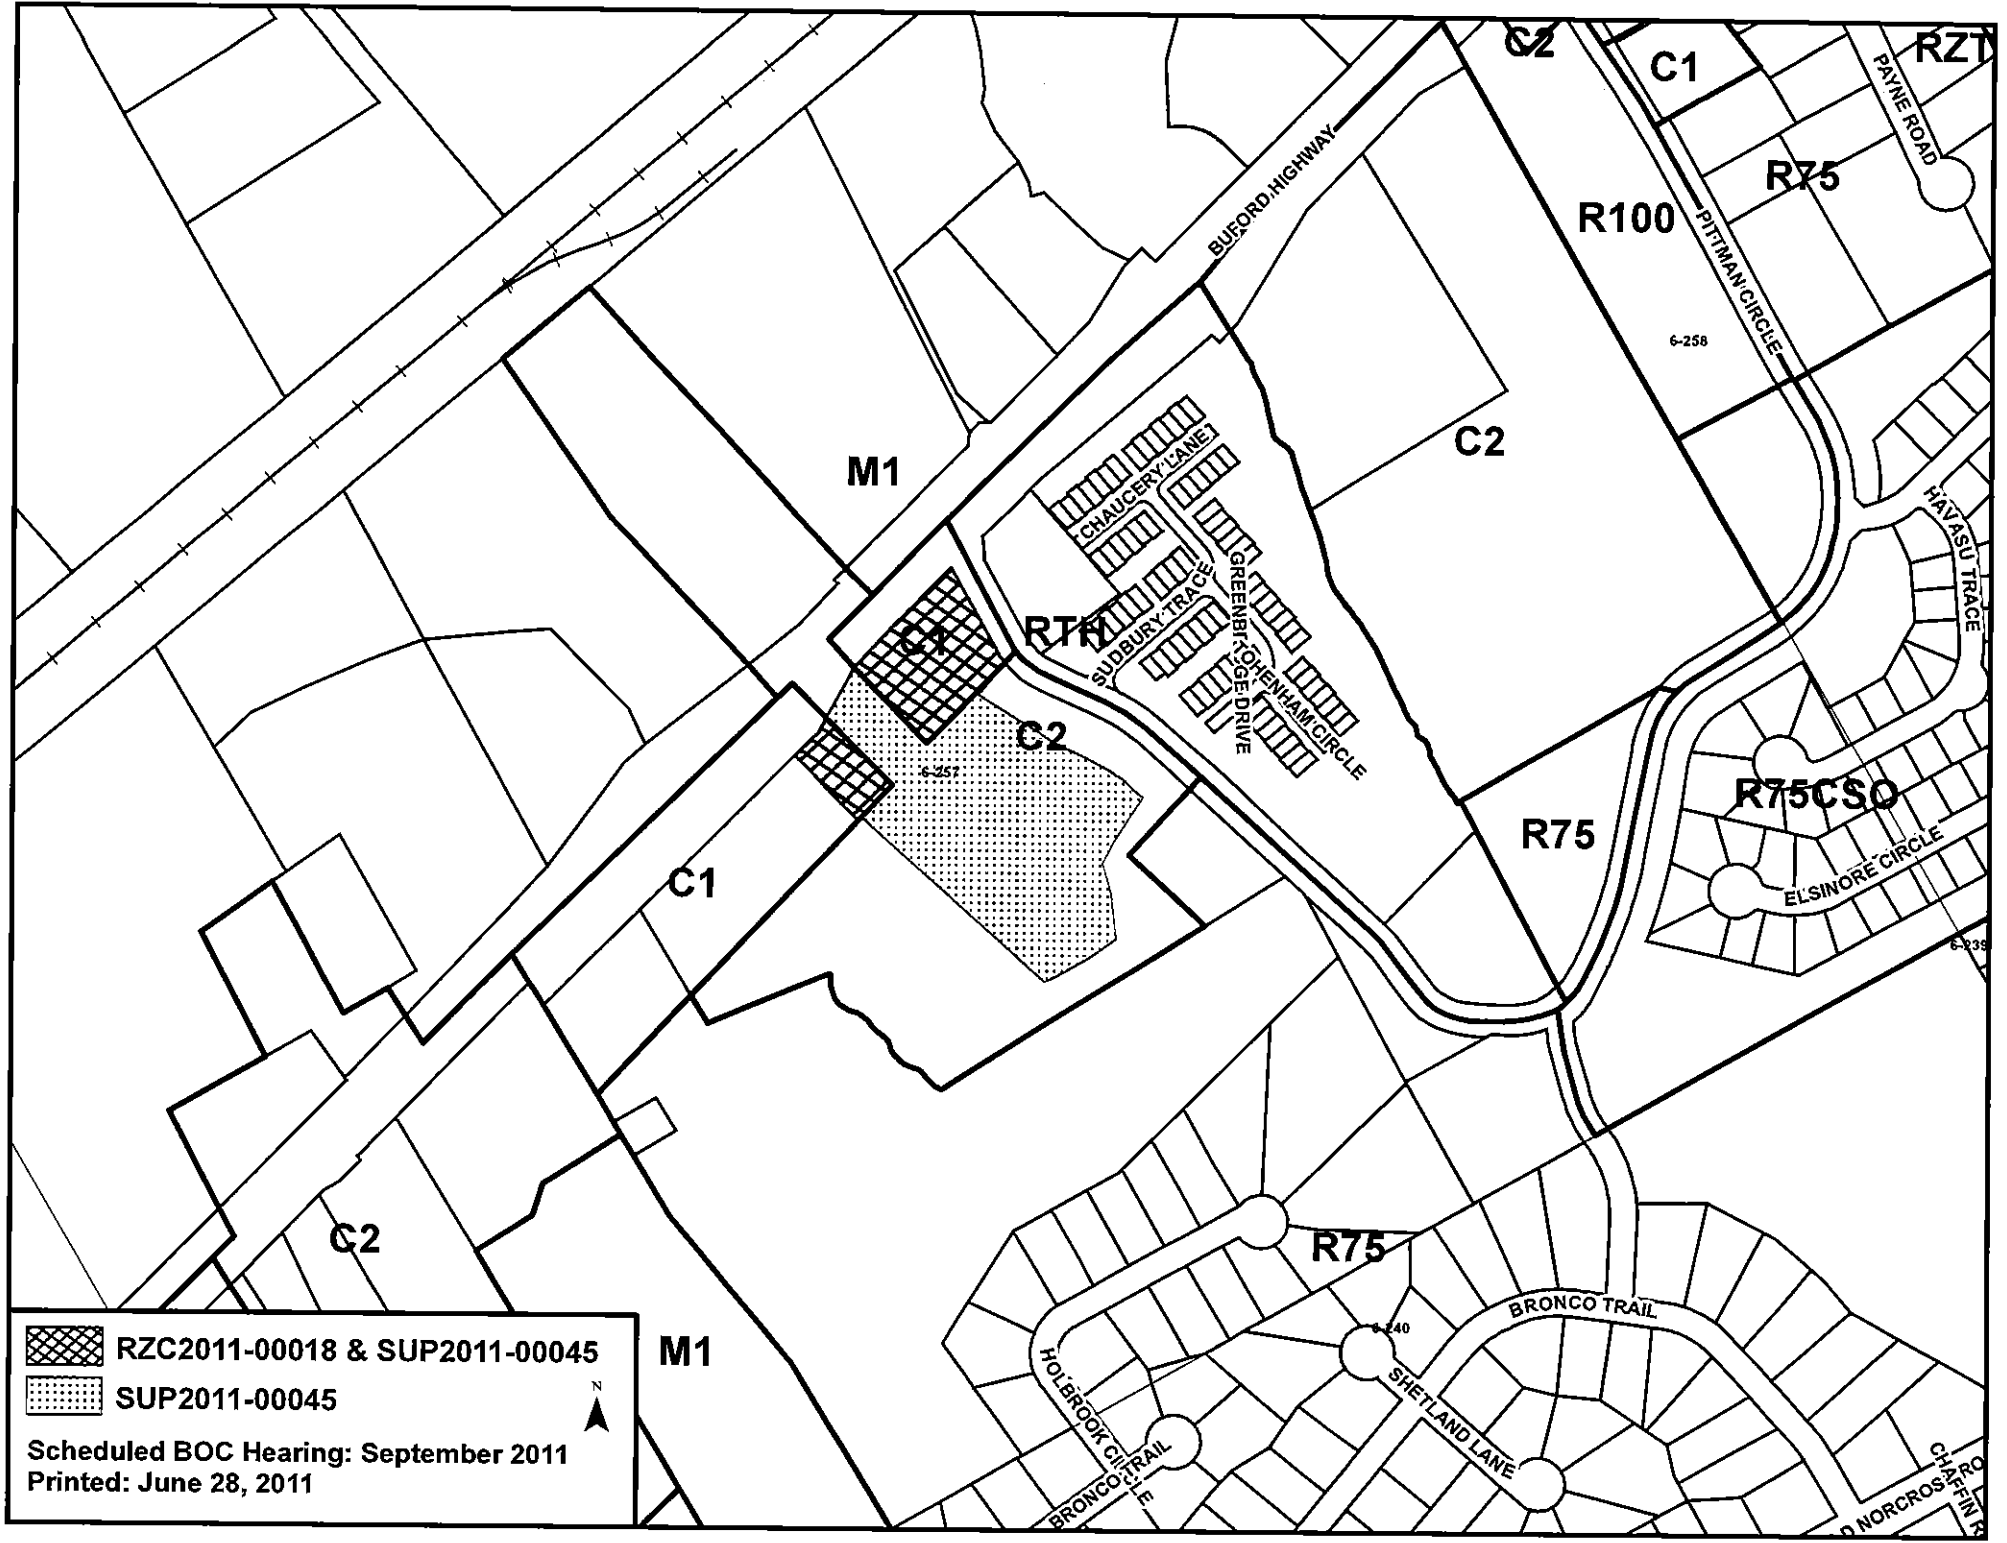 C2
C1
RZT
PAYNE ROAD
R75
R100
PITTMAN CIRCLE
BUFORD HIGHWAY
6-258
C2
M1
CHAUCERY LANE
HAVASU TRACE
GREENBRIDGE DRIVE
SUDBURY TRACE
RTH
C1
TOHENHAM CIRCLE
C2
6-257
R75CSO
R75
ELSINORE CIRCLE
C1
6-239
C2
R75
BRONCO TRAIL
6-240
M1
HOLBROOK CIRCLE
SHETLAND LANE
BRONCO TRAIL
CHAFFIN R
D NORCROSS RO
RZC2011-00018 & SUP2011-00045
SUP2011-00045
N
Scheduled BOC Hearing: September 2011
Printed: June 28, 2011